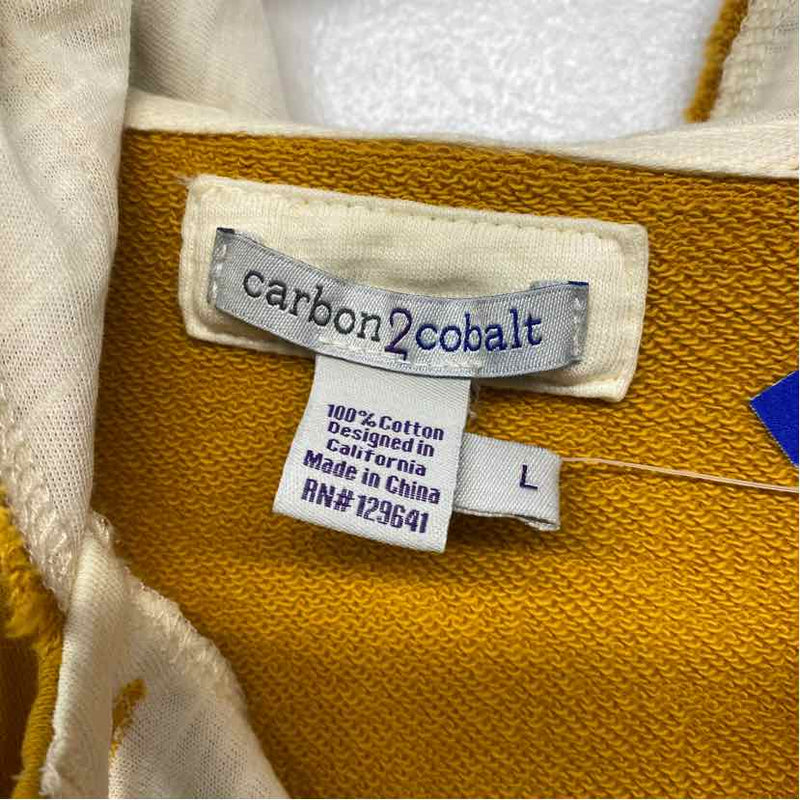 carbon2cobalt
100% Cotton
Designed in
California
Made in China
RN# 129641
L